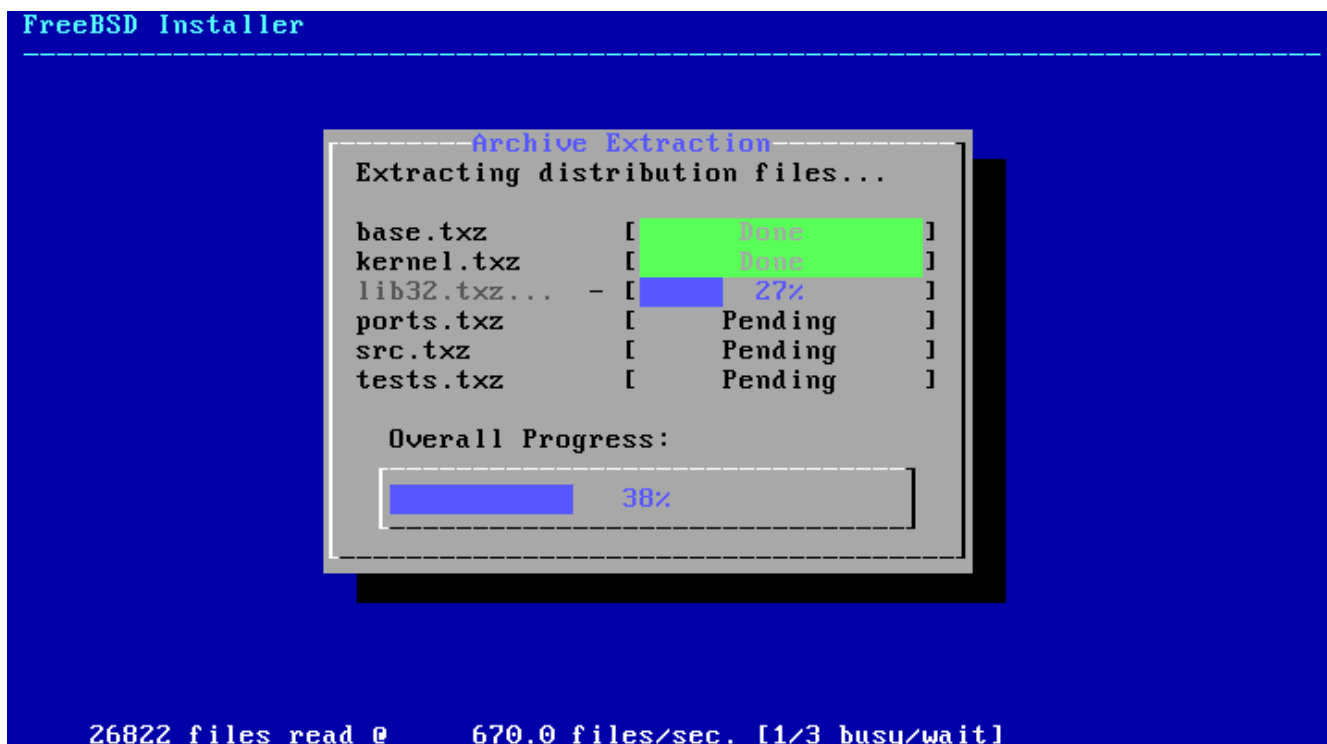 FreeBSD Installer
Archive Extraction
Extracting distribution files...
base.txz [ Done ]
kernel.txz [ Done ]
lib32.txz... - [ 27% ]
ports.txz [ Pending ]
src.txz [ Pending ]
tests.txz [ Pending ]
Overall Progress:
38%
26822 files read @ 670.0 files/sec. [1/3 busy/wait]